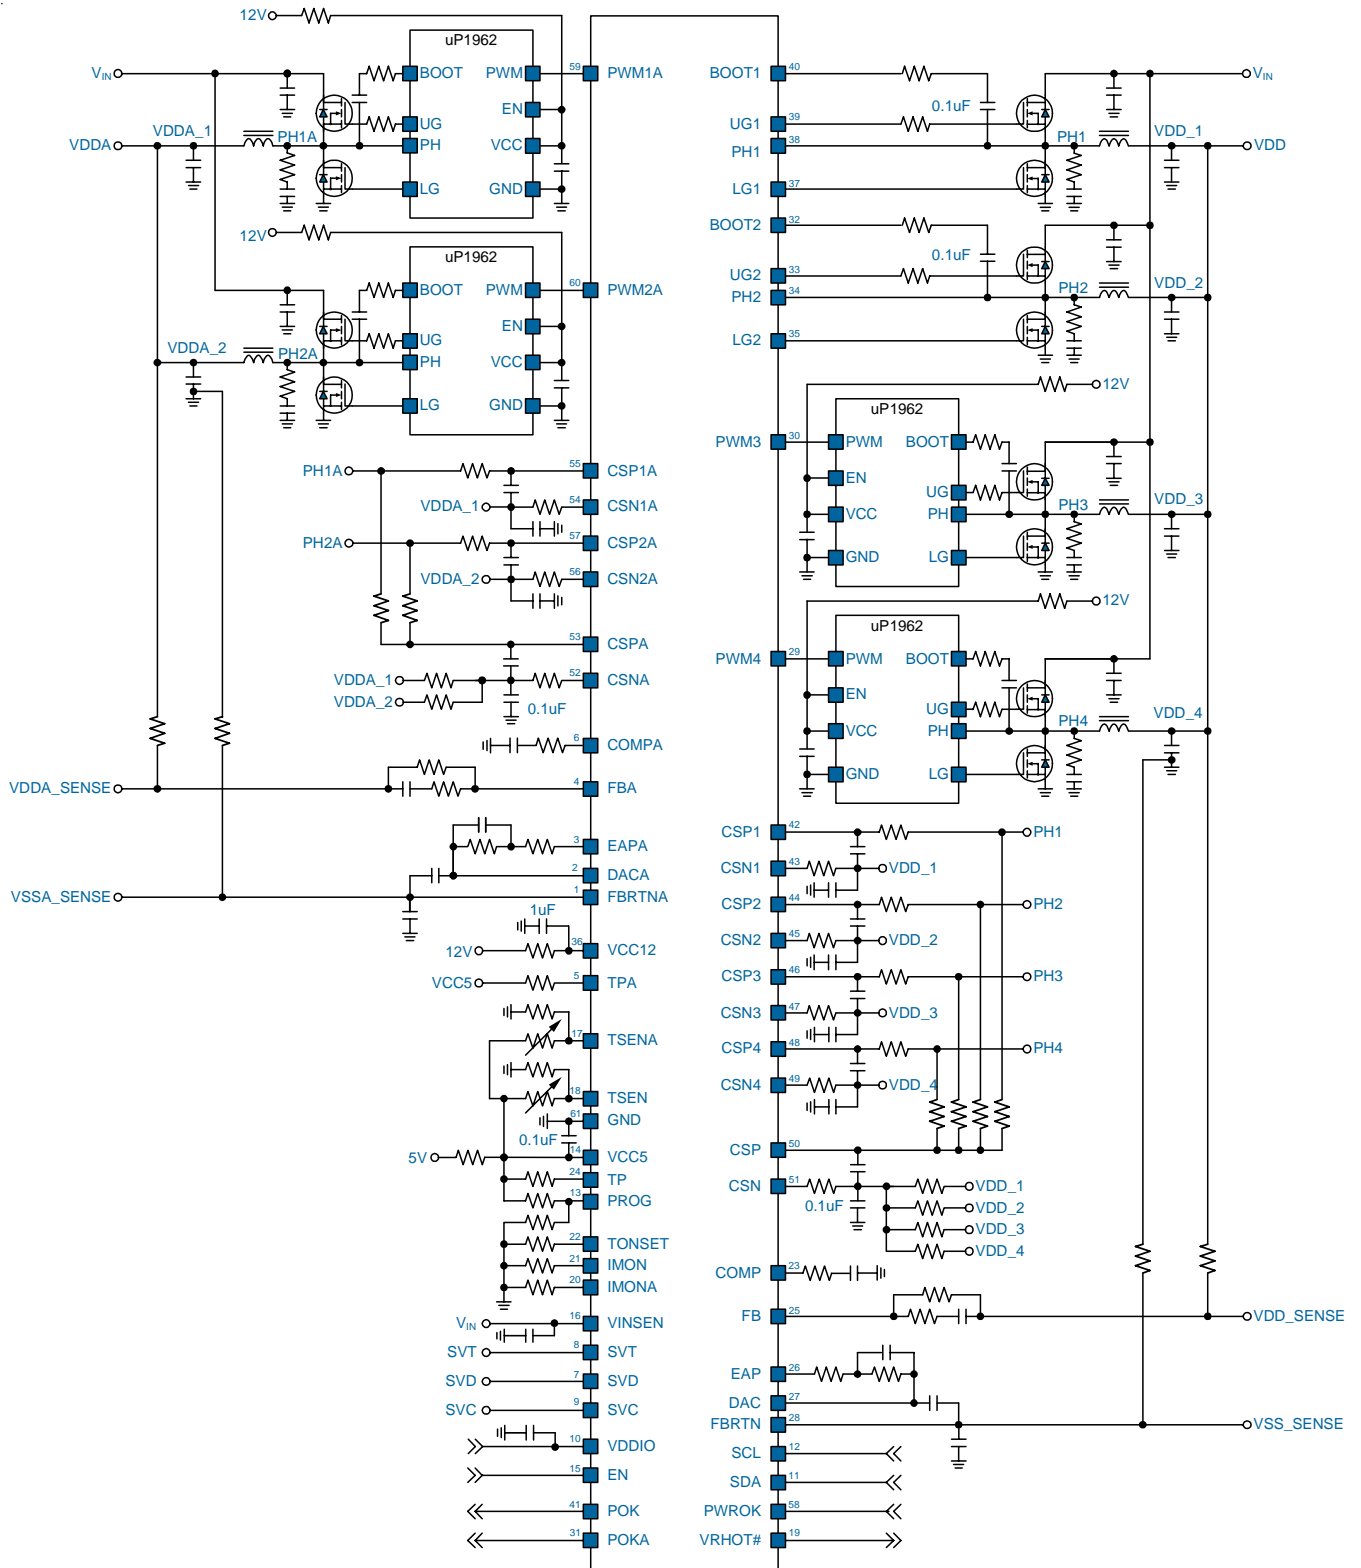 12V
uP1962
BOOT PWM 59 PWM1A
V_IN
EN
UG
VDDA VDDA_1 PH1A PH VCC
LG GND
12V
uP1962
BOOT PWM 60 PWM2A
EN
UG
VDDA_2 PH2A PH VCC
LG GND
PH1A 55 CSP1A
VDDA_1 54 CSN1A
PH2A 57 CSP2A
VDDA_2 56 CSN2A
53 CSPA
VDDA_1 52 CSNA
VDDA_2 0.1uF
6 COMPA
VDDA_SENSE 4 FBA
3 EAPA
2 DACA
VSSA_SENSE 1 FBRTNA
1uF
12V 36 VCC12
VCC5 5 TPA
17 TSENA
18 TSEN
61 GND
0.1uF
5V 14 VCC5
24 TP
13 PROG
22 TONSET
21 IMON
20 IMONA
V_IN 16 VINSEN
SVT 8 SVT
SVD 7 SVD
SVC 9 SVC
10 VDDIO
15 EN
41 POK
31 POKA
BOOT1 40 V_IN
0.1uF
UG1 39
PH1 38 PH1 VDD_1 VDD
LG1 37
BOOT2 32
0.1uF
UG2 33
PH2 34 PH2 VDD_2
LG2 35
12V
uP1962
PWM3 30 PWM BOOT
EN
UG
VCC PH PH3 VDD_3
GND LG
12V
uP1962
PWM4 29 PWM BOOT
EN
UG
VCC PH PH4 VDD_4
GND LG
CSP1 42 PH1
CSN1 43 VDD_1
CSP2 44 PH2
CSN2 45 VDD_2
CSP3 46 PH3
CSN3 47 VDD_3
CSP4 48 PH4
CSN4 49 VDD_4
CSP 50
CSN 51 VDD_1
0.1uF VDD_2
VDD_3
VDD_4
COMP 23
FB 25 VDD_SENSE
EAP 26
DAC 27
FBRTN 28 VSS_SENSE
SCL 12
SDA 11
PWROK 58
VRHOT# 19